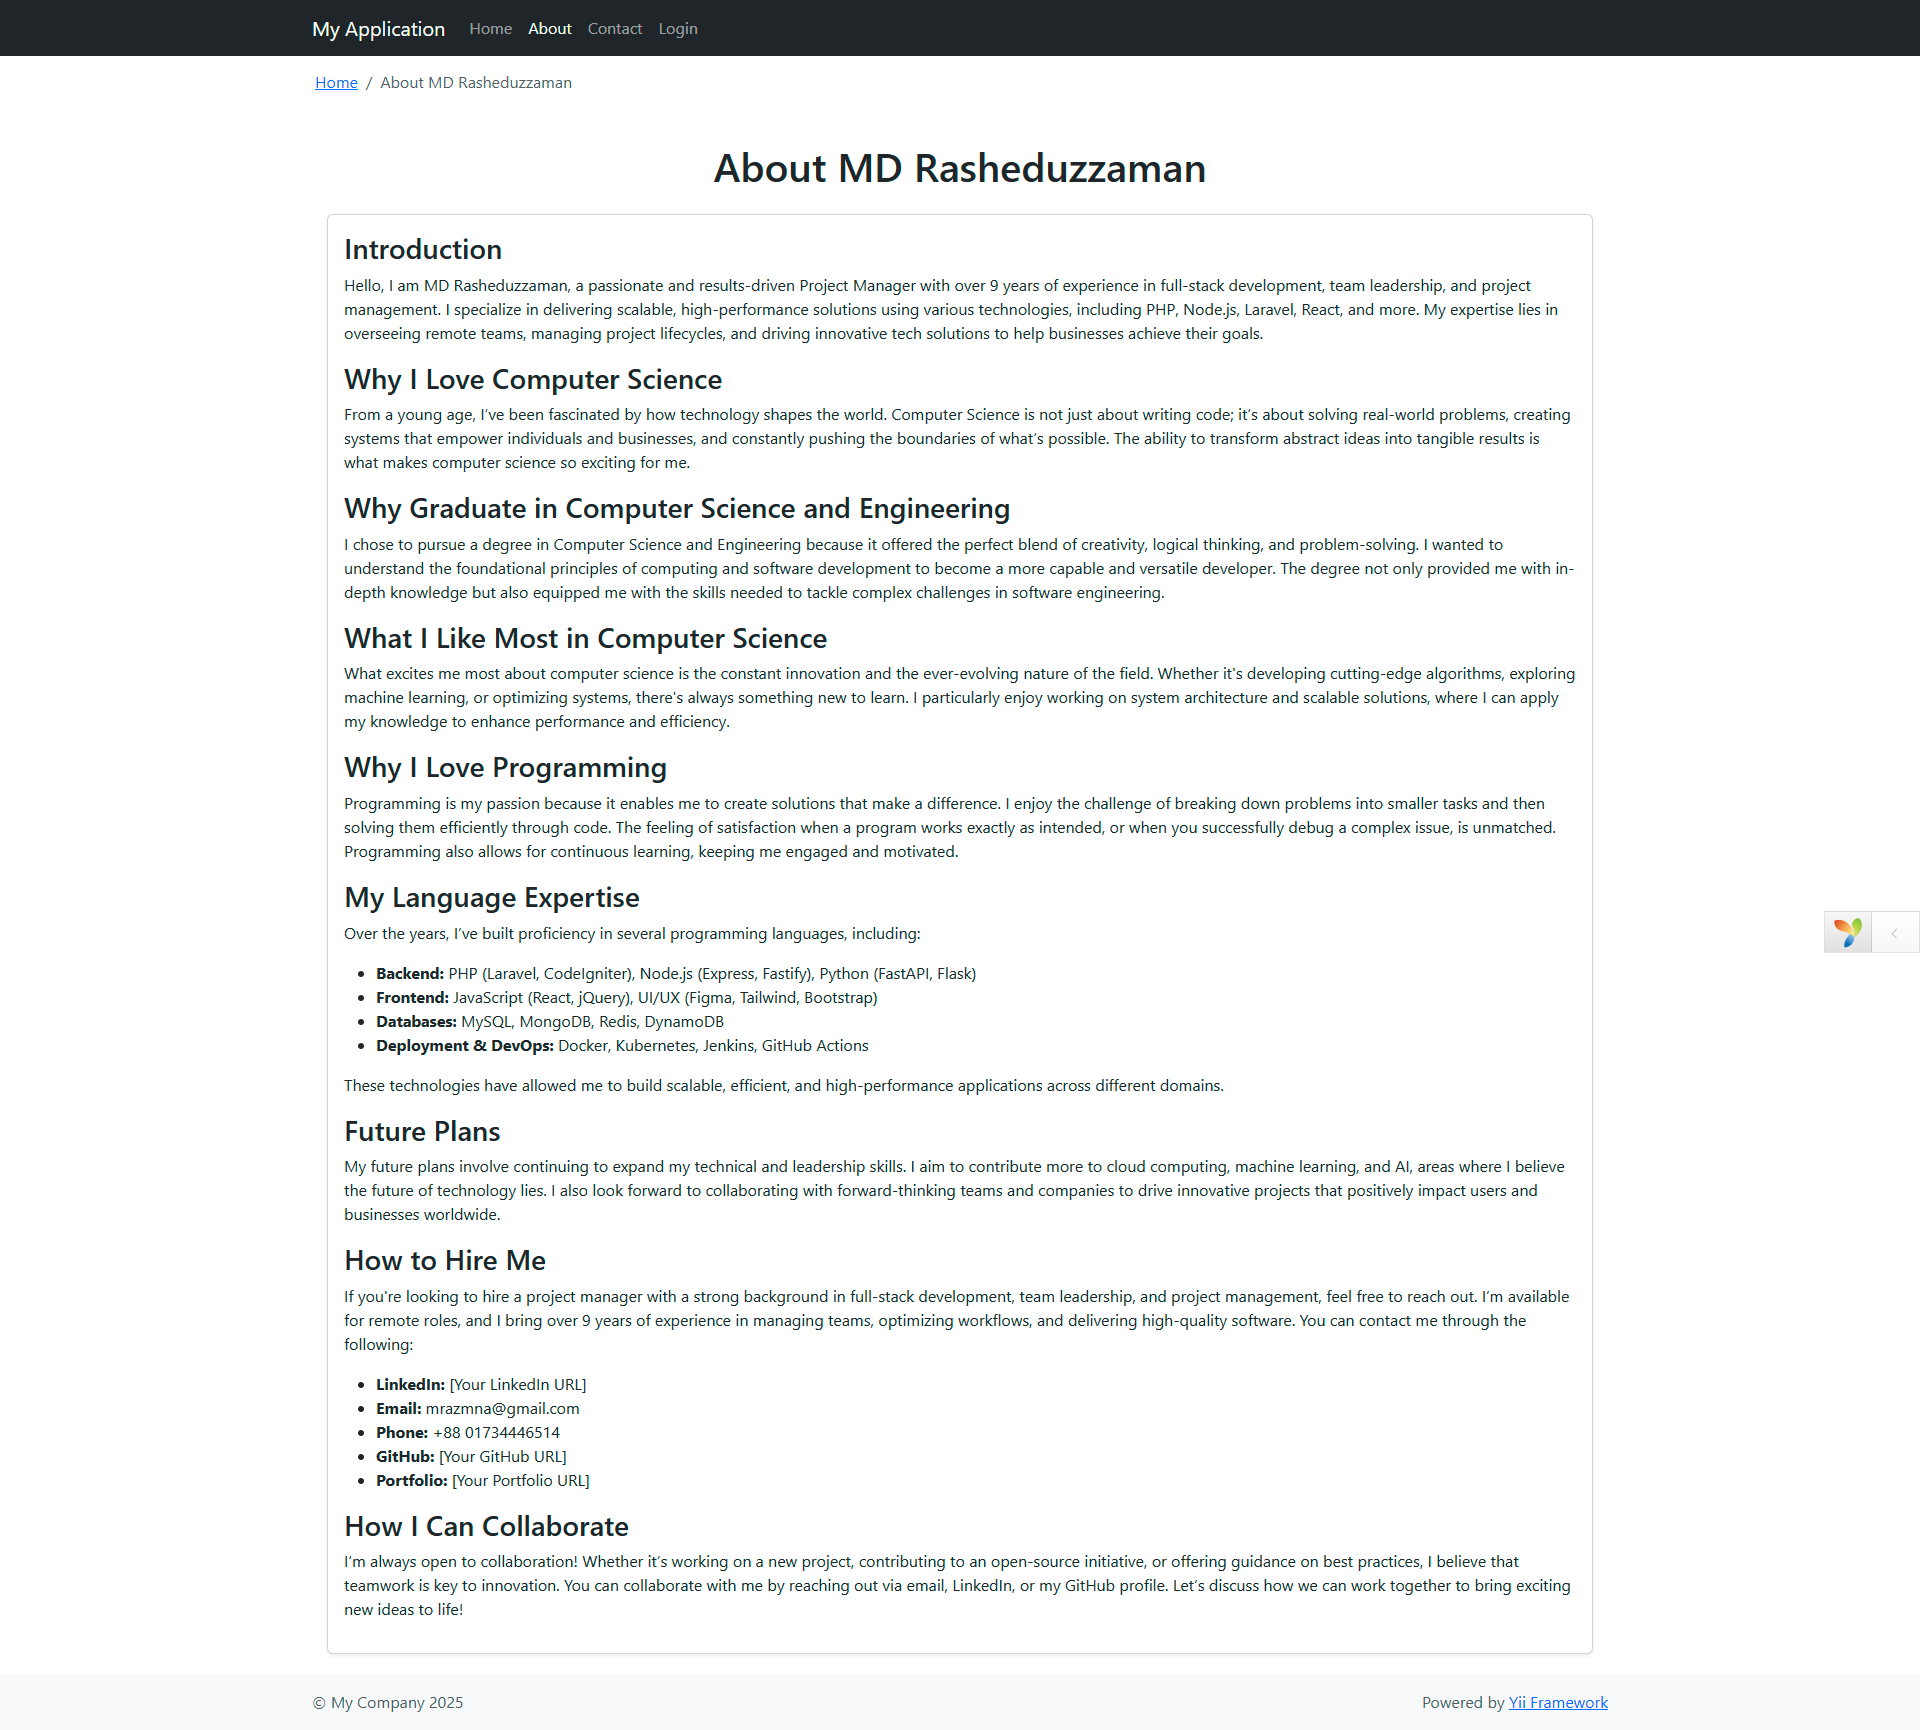 My Application Home About Contact Login
Home / About MD Rasheduzzaman
About MD Rasheduzzaman
Introduction
Hello, I am MD Rasheduzzaman, a passionate and results-driven Project Manager with over 9 years of experience in full-stack development, team leadership, and project
management. I specialize in delivering scalable, high-performance solutions using various technologies, including PHP, Node.js, Laravel, React, and more. My expertise lies in
overseeing remote teams, managing project lifecycles, and driving innovative tech solutions to help businesses achieve their goals.
Why I Love Computer Science
From a young age, I’ve been fascinated by how technology shapes the world. Computer Science is not just about writing code; it’s about solving real-world problems, creating
systems that empower individuals and businesses, and constantly pushing the boundaries of what’s possible. The ability to transform abstract ideas into tangible results is
what makes computer science so exciting for me.
Why Graduate in Computer Science and Engineering
I chose to pursue a degree in Computer Science and Engineering because it offered the perfect blend of creativity, logical thinking, and problem-solving. I wanted to
understand the foundational principles of computing and software development to become a more capable and versatile developer. The degree not only provided me with in-
depth knowledge but also equipped me with the skills needed to tackle complex challenges in software engineering.
What I Like Most in Computer Science
What excites me most about computer science is the constant innovation and the ever-evolving nature of the field. Whether it's developing cutting-edge algorithms, exploring
machine learning, or optimizing systems, there's always something new to learn. I particularly enjoy working on system architecture and scalable solutions, where I can apply
my knowledge to enhance performance and efficiency.
Why I Love Programming
Programming is my passion because it enables me to create solutions that make a difference. I enjoy the challenge of breaking down problems into smaller tasks and then
solving them efficiently through code. The feeling of satisfaction when a program works exactly as intended, or when you successfully debug a complex issue, is unmatched.
Programming also allows for continuous learning, keeping me engaged and motivated.
My Language Expertise
Over the years, I’ve built proficiency in several programming languages, including:
• Backend: PHP (Laravel, CodeIgniter), Node.js (Express, Fastify), Python (FastAPI, Flask)
• Frontend: JavaScript (React, jQuery), UI/UX (Figma, Tailwind, Bootstrap)
• Databases: MySQL, MongoDB, Redis, DynamoDB
• Deployment & DevOps: Docker, Kubernetes, Jenkins, GitHub Actions
These technologies have allowed me to build scalable, efficient, and high-performance applications across different domains.
Future Plans
My future plans involve continuing to expand my technical and leadership skills. I aim to contribute more to cloud computing, machine learning, and AI, areas where I believe
the future of technology lies. I also look forward to collaborating with forward-thinking teams and companies to drive innovative projects that positively impact users and
businesses worldwide.
How to Hire Me
If you're looking to hire a project manager with a strong background in full-stack development, team leadership, and project management, feel free to reach out. I’m available
for remote roles, and I bring over 9 years of experience in managing teams, optimizing workflows, and delivering high-quality software. You can contact me through the
following:
• LinkedIn: [Your LinkedIn URL]
• Email: mrazmna@gmail.com
• Phone: +88 01734446514
• GitHub: [Your GitHub URL]
• Portfolio: [Your Portfolio URL]
How I Can Collaborate
I’m always open to collaboration! Whether it’s working on a new project, contributing to an open-source initiative, or offering guidance on best practices, I believe that
teamwork is key to innovation. You can collaborate with me by reaching out via email, LinkedIn, or my GitHub profile. Let’s discuss how we can work together to bring exciting
new ideas to life!
© My Company 2025 Powered by Yii Framework